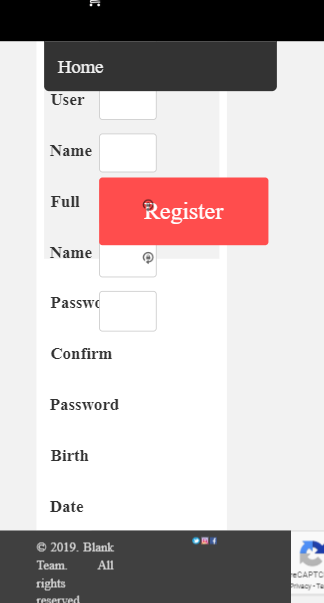 Home
User
Name
Full
Register
Name
Passwo
Confirm
Password
Birth
Date
© 2019. Blank
Team. All
rights
reserved
reCAPTC
Privacy - Te